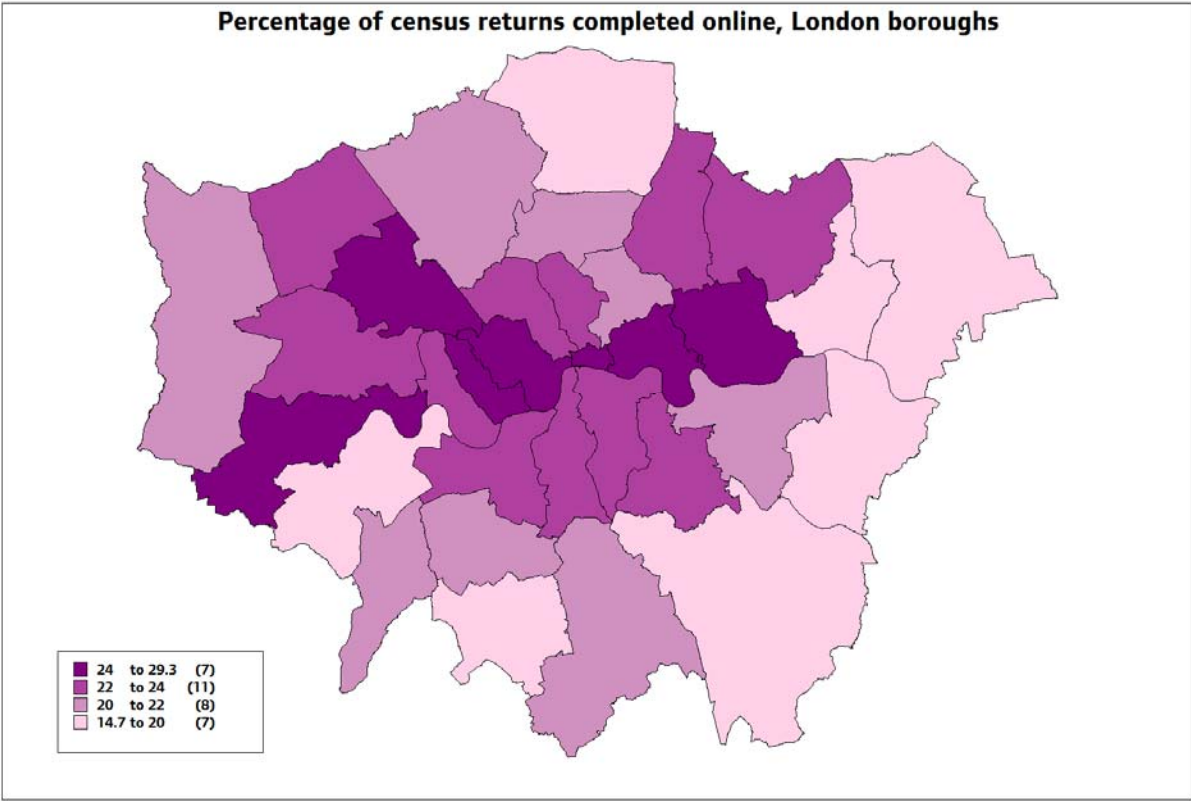 Percentage of census returns completed online, London boroughs
24 to 29.3 (7)
22 to 24 (11)
20 to 22 (8)
14.7 to 20 (7)